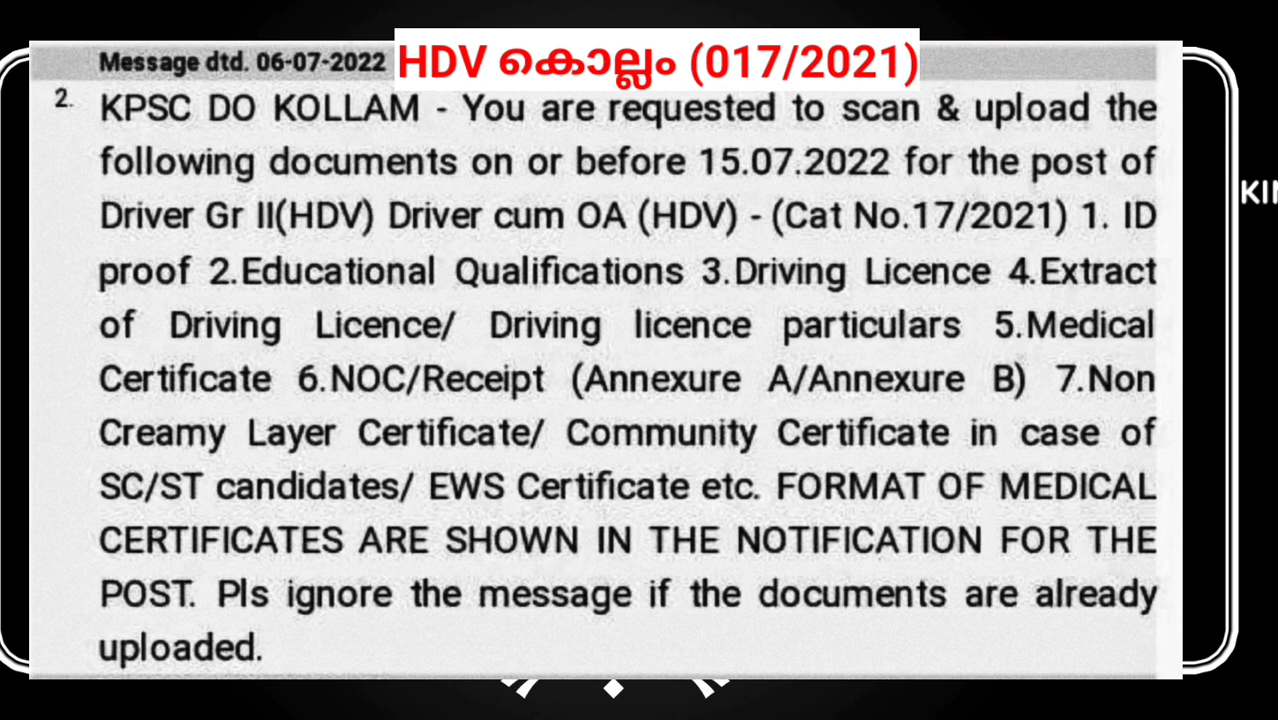 Message dtd. 06-07-2022 HDV കൊല്ലം (017/2021)
2. KPSC DO KOLLAM - You are requested to scan & upload the
following documents on or before 15.07.2022 for the post of
Driver Gr II(HDV) Driver cum OA (HDV) - (Cat No.17/2021) 1. ID
proof 2.Educational Qualifications 3.Driving Licence 4.Extract
of Driving Licence/ Driving licence particulars 5.Medical
Certificate 6.NOC/Receipt (Annexure A/Annexure B) 7.Non
Creamy Layer Certificate/ Community Certificate in case of
SC/ST candidates/ EWS Certificate etc. FORMAT OF MEDICAL
CERTIFICATES ARE SHOWN IN THE NOTIFICATION FOR THE
POST. Pls ignore the message if the documents are already
uploaded.